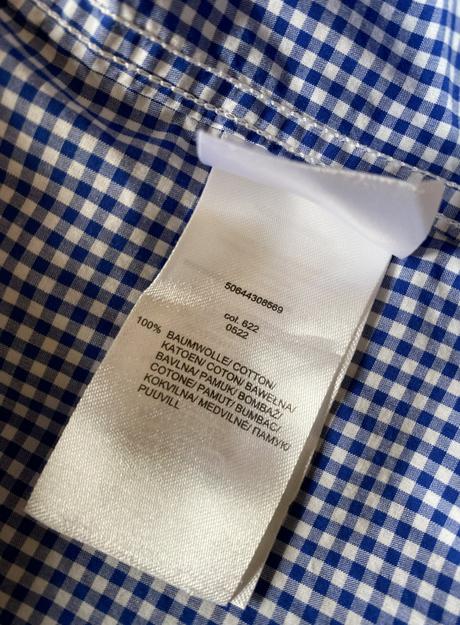 50644308569
col. 622
0522
100% BAUMWOLLE/ COTTON/
KATOEN/ COTON/ BAWEŁNA/
BAVLNA/ PAMUK/ BOMBAŽ/
COTONE/ PAMUT/ BUMBAC/
KOKVILNA/ MEDVILNĖ/ ПАМУК/
PUUVILL